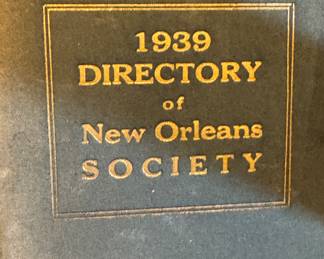 1939
DIRECTORY
of
New Orleans
SOCIETY